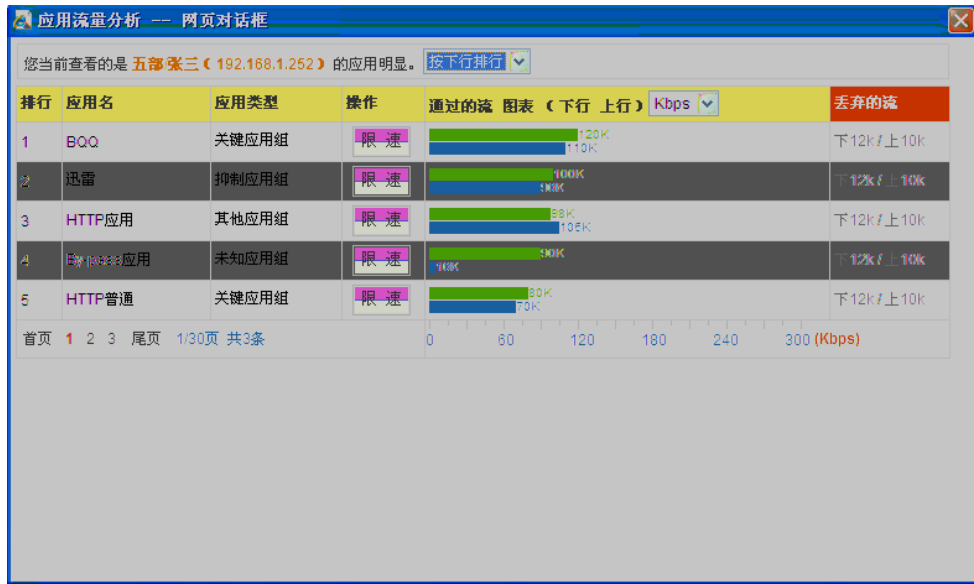 应用流量分析 -- 网页对话框
您当前查看的是 五部/张三(192.168.1.252) 的应用明显。 按下行排行
排行 应用名 应用类型 操作 通过的流 图表 (下行 上行) Kbps 丢弃的流
1 BQQ 关键应用组 限 速 120K 110K 下12k/上10k
2 迅雷 抑制应用组 限 速 100K 90K 下12k/上10k
3 HTTP应用 其他应用组 限 速 98K 105K 下12k/上10k
4 By-pass应用 未知应用组 限 速 90K 10K 下12k/上10k
5 HTTP普通 关键应用组 限 速 80K 70K 下12k/上10k
首页 1 2 3 尾页 1/30页 共3条 0 60 120 180 240 300 (Kbps)